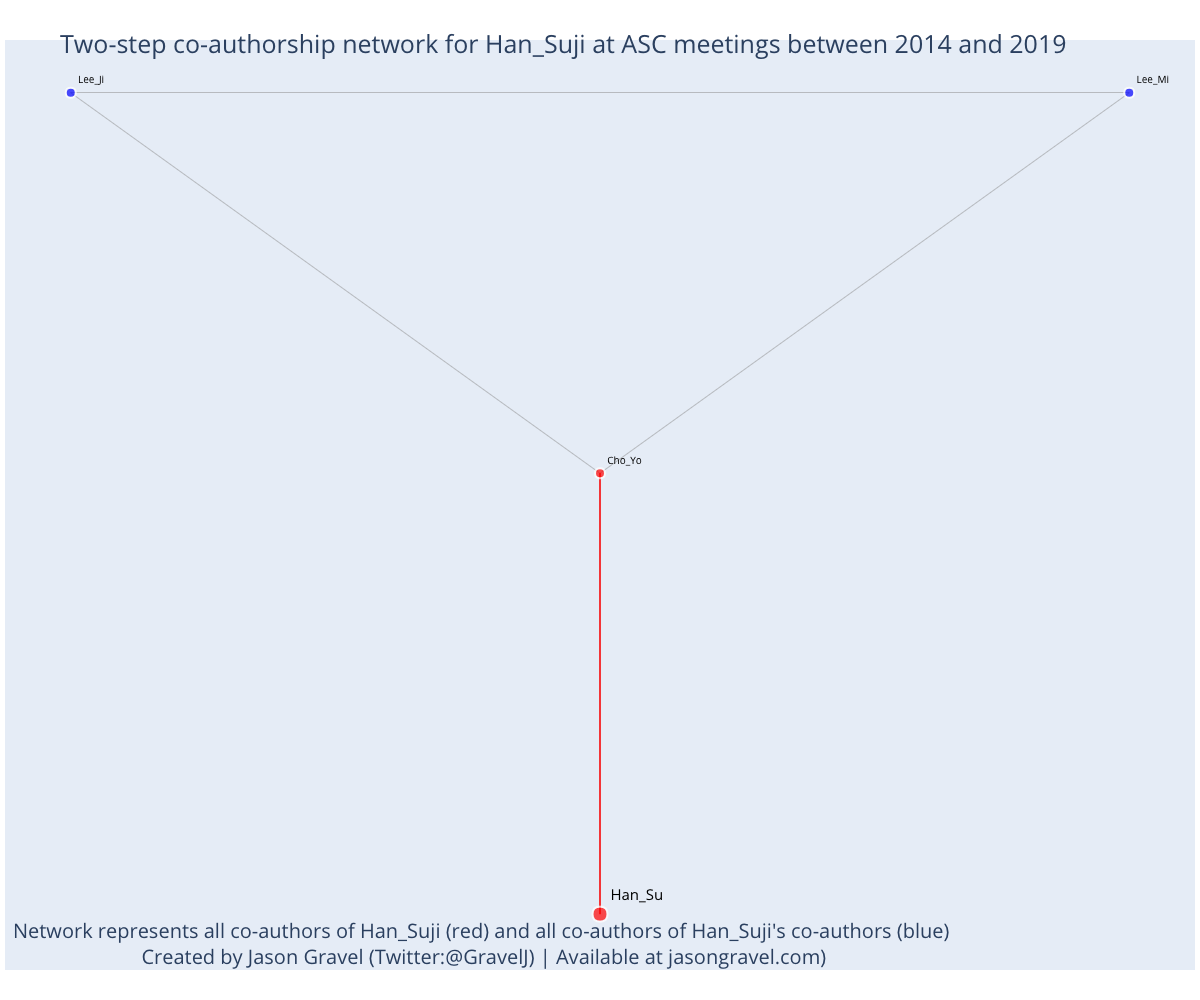 Two-step co-authorship network for Han_Suji at ASC meetings between 2014 and 2019
Lee_Ji
Lee_Mi
Cho_Yo
Han_Su
Network represents all co-authors of Han_Suji (red) and all co-authors of Han_Suji's co-authors (blue)
Created by Jason Gravel (Twitter:@GravelJ) | Available at jasongravel.com)